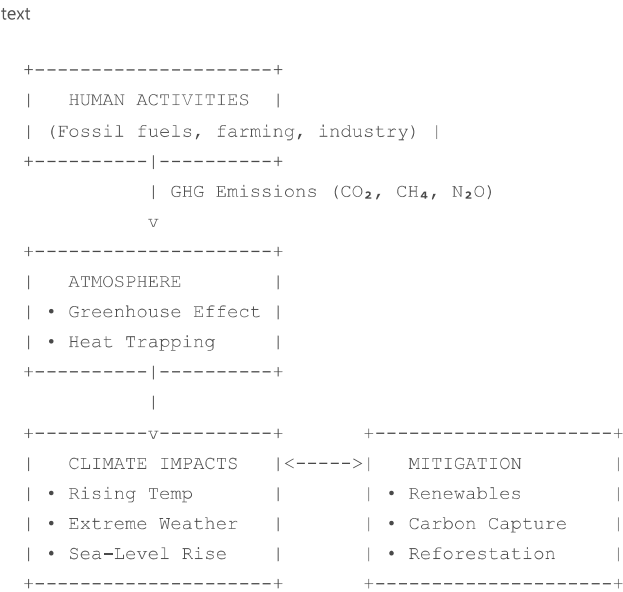 text
+---------------------+
|   HUMAN ACTIVITIES  |
| (Fossil fuels, farming, industry) |
+----------|----------+
           | GHG Emissions (CO₂, CH₄, N₂O)
           v
+---------------------+
|   ATMOSPHERE        |
| • Greenhouse Effect |
| • Heat Trapping     |
+----------|----------+
           |
+----------v----------+       +---------------------+
|   CLIMATE IMPACTS   |<----->|   MITIGATION        |
| • Rising Temp       |       | • Renewables        |
| • Extreme Weather   |       | • Carbon Capture    |
| • Sea-Level Rise    |       | • Reforestation     |
+---------------------+       +---------------------+